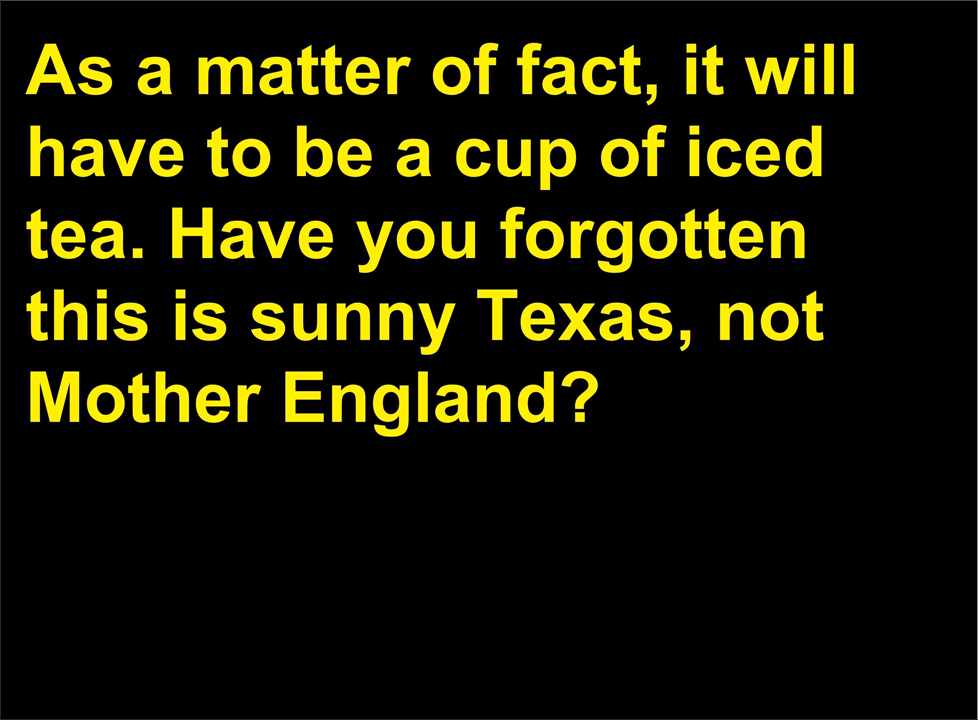 As a matter of fact, it will
have to be a cup of iced
tea. Have you forgotten
this is sunny Texas, not
Mother England?